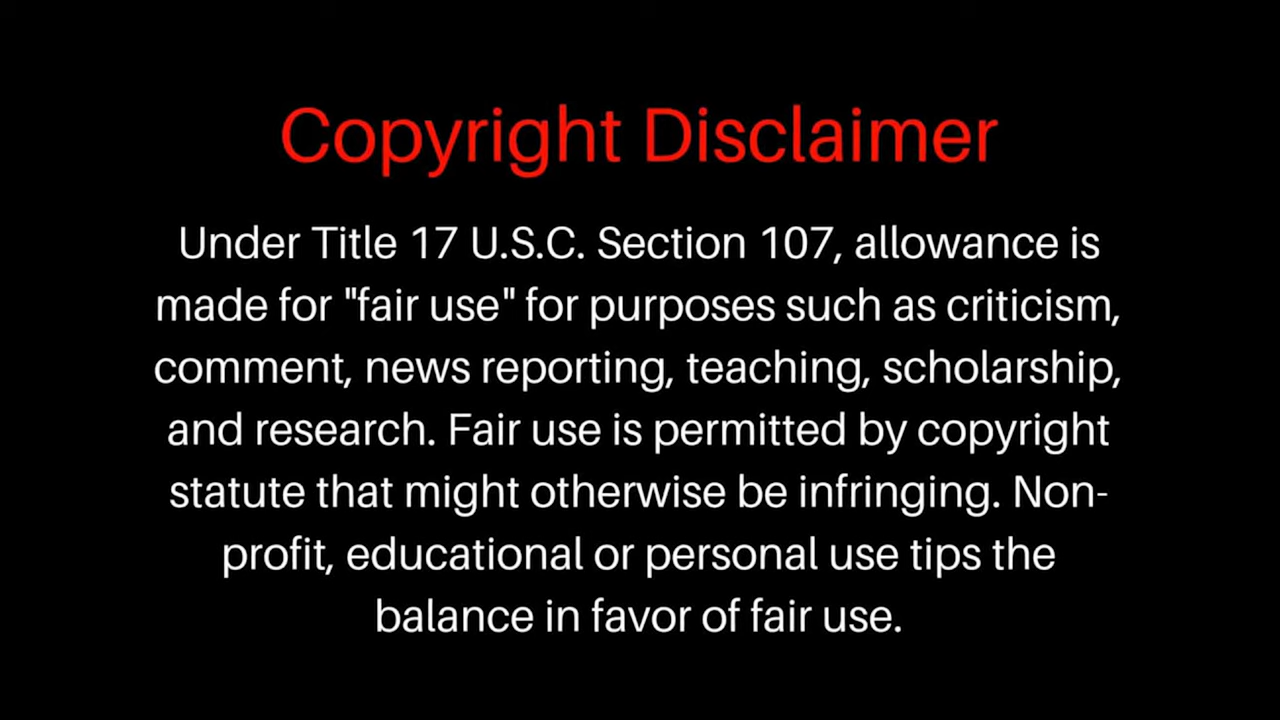 Copyright Disclaimer
Under Title 17 U.S.C. Section 107, allowance is
made for "fair use" for purposes such as criticism,
comment, news reporting, teaching, scholarship,
and research. Fair use is permitted by copyright
statute that might otherwise be infringing. Non-
profit, educational or personal use tips the
balance in favor of fair use.